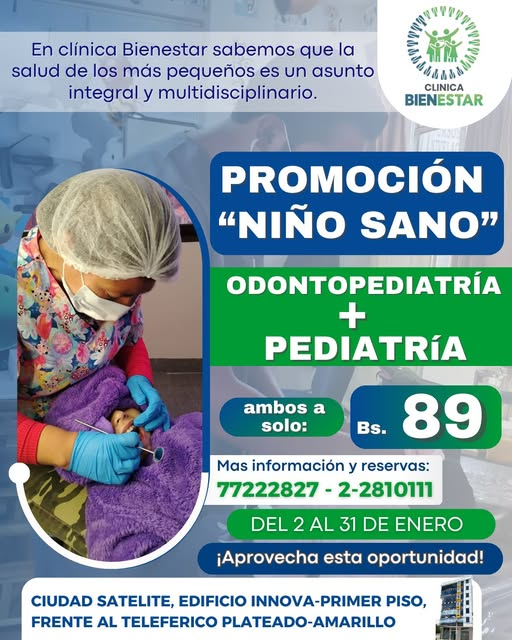 En clínica Bienestar sabemos que la
salud de los más pequeños es un asunto
integral y multidisciplinario.
CLINICA
BIENESTAR
PROMOCIÓN
“NIÑO SANO”
ODONTOPEDIATRÍA
+
PEDIATRíA
ambos a
solo:
Bs. 89
Mas información y reservas:
77222827 - 2-2810111
DEL 2 AL 31 DE ENERO
¡Aprovecha esta oportunidad!
CIUDAD SATELITE, EDIFICIO INNOVA-PRIMER PISO,
FRENTE AL TELEFERICO PLATEADO-AMARILLO